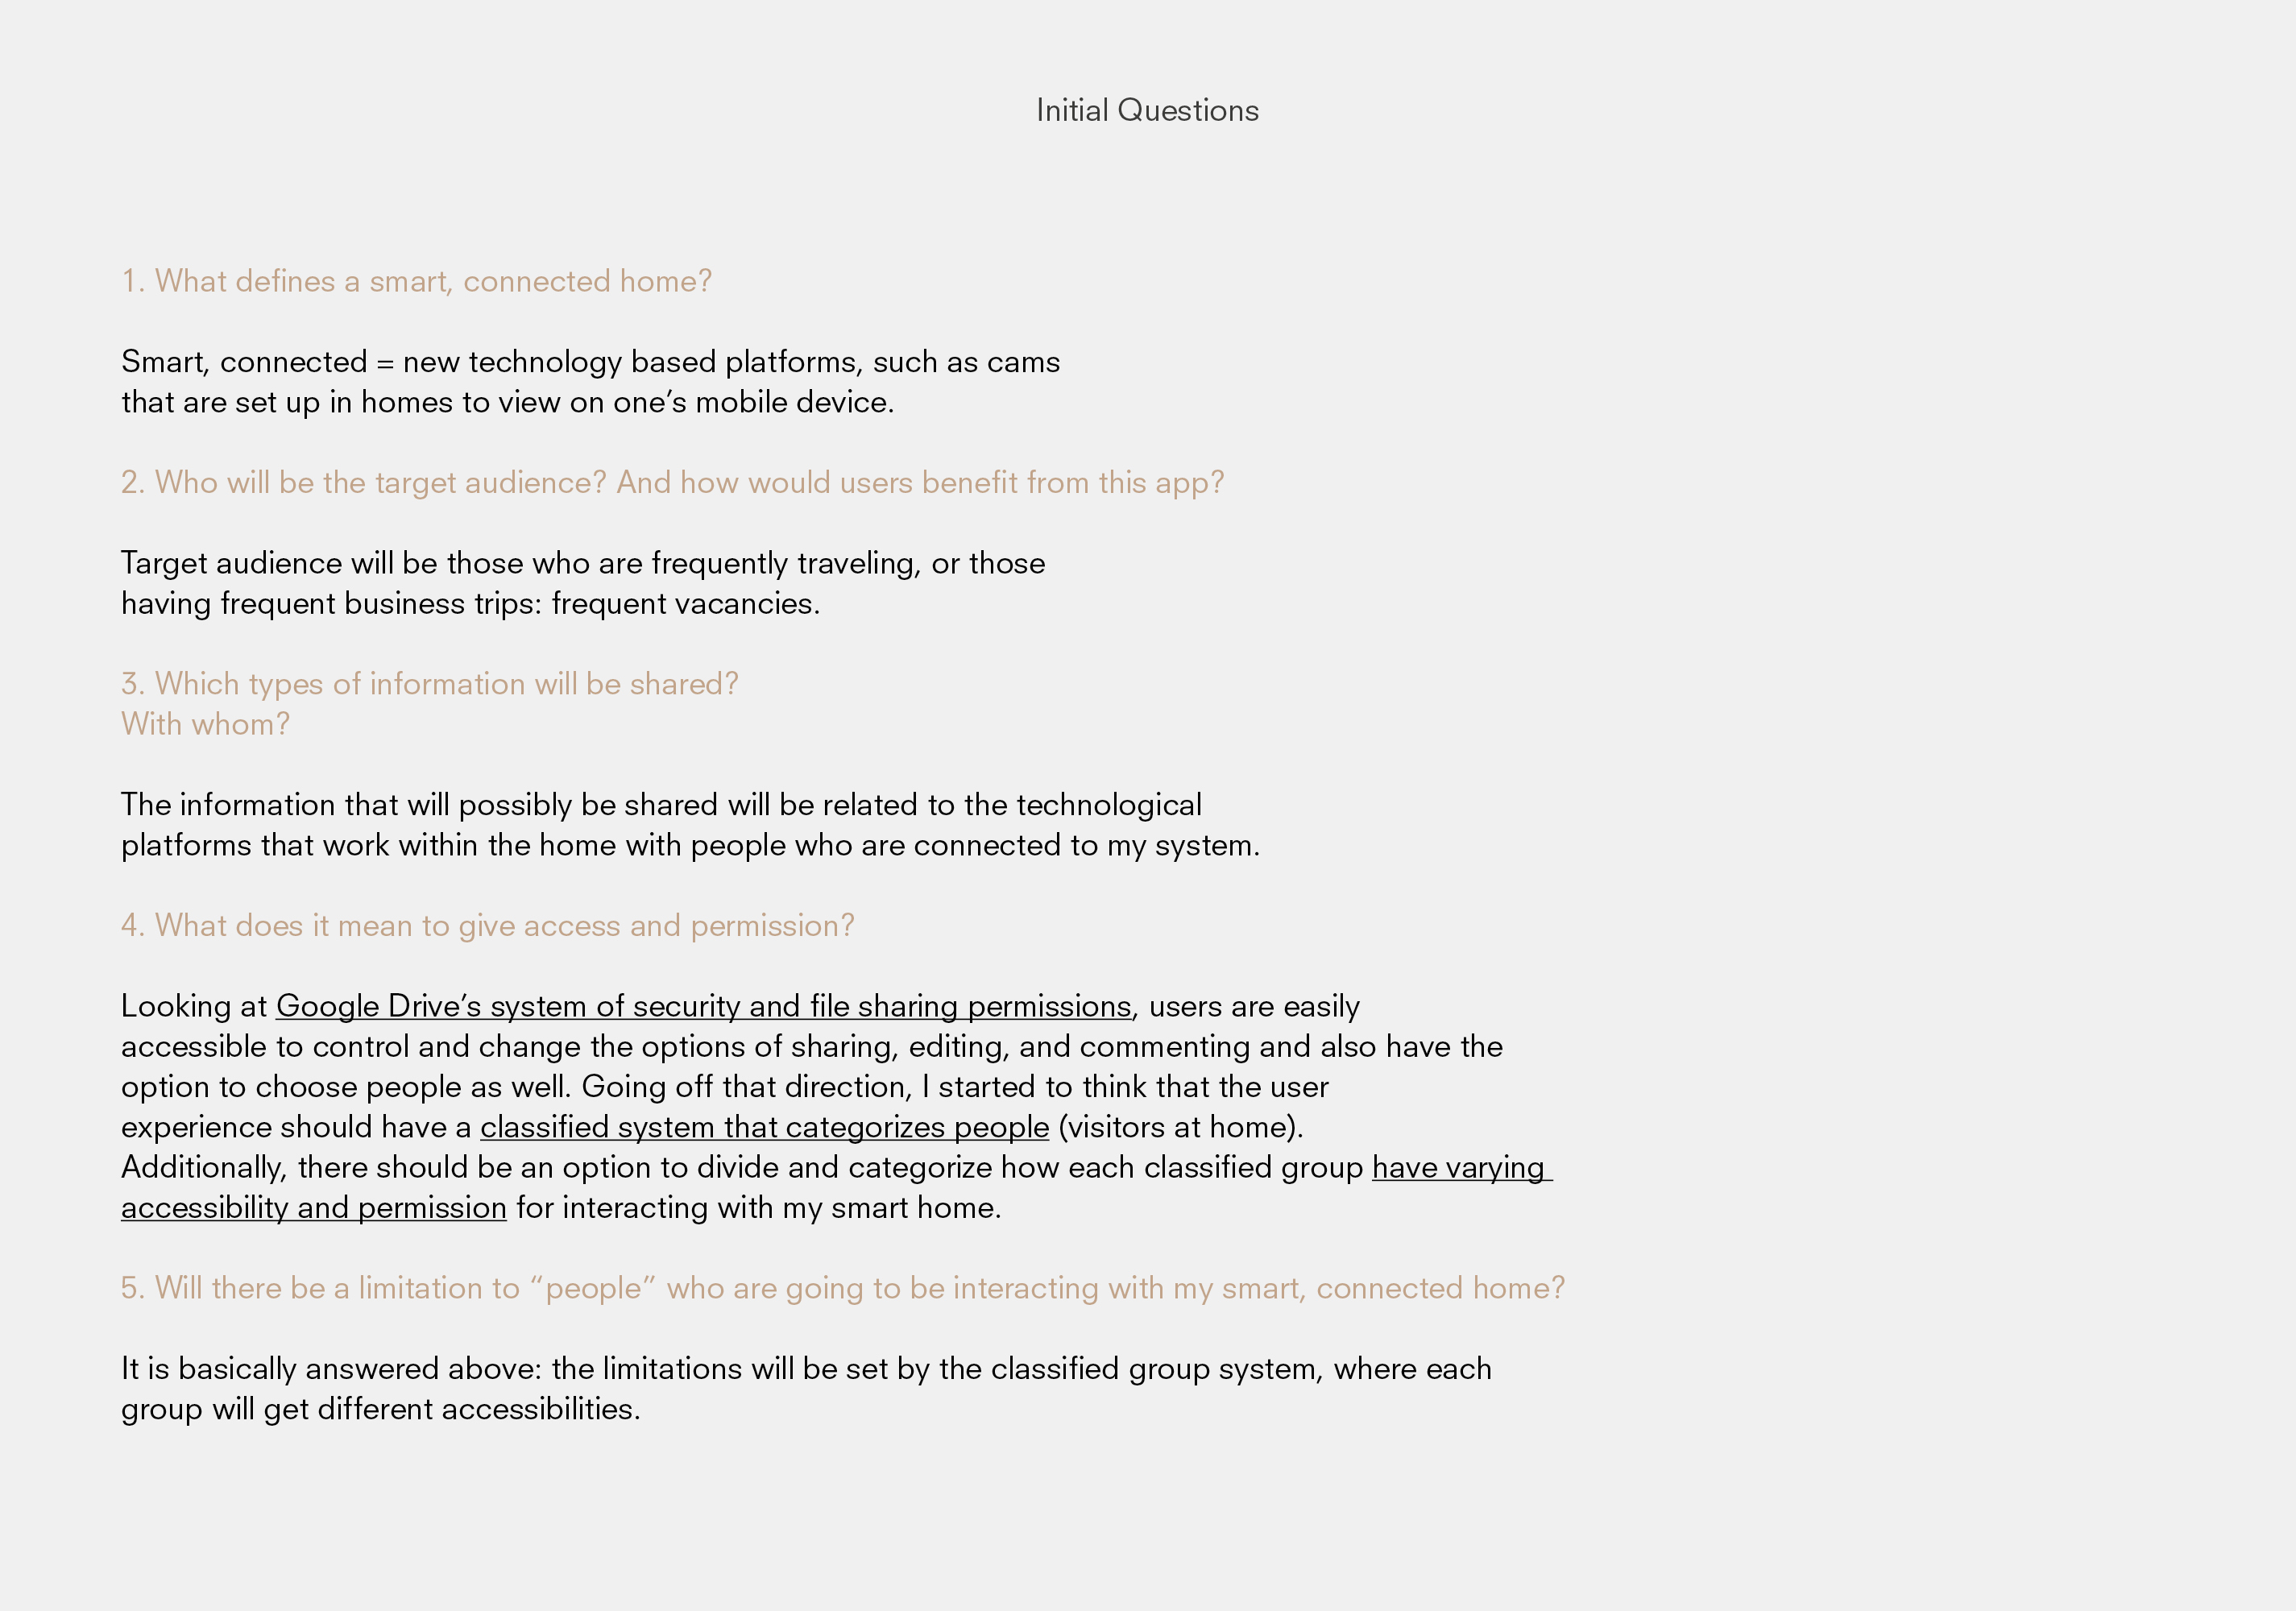 Initial Questions
1. What defines a smart, connected home?
Smart, connected = new technology based platforms, such as cams
that are set up in homes to view on one’s mobile device.
2. Who will be the target audience? And how would users benefit from this app?
Target audience will be those who are frequently traveling, or those
having frequent business trips: frequent vacancies.
3. Which types of information will be shared?
With whom?
The information that will possibly be shared will be related to the technological
platforms that work within the home with people who are connected to my system.
4. What does it mean to give access and permission?
Looking at Google Drive’s system of security and file sharing permissions, users are easily
accessible to control and change the options of sharing, editing, and commenting and also have the
option to choose people as well. Going off that direction, I started to think that the user
experience should have a classified system that categorizes people (visitors at home).
Additionally, there should be an option to divide and categorize how each classified group have varying
accessibility and permission for interacting with my smart home.
5. Will there be a limitation to “people” who are going to be interacting with my smart, connected home?
It is basically answered above: the limitations will be set by the classified group system, where each
group will get different accessibilities.